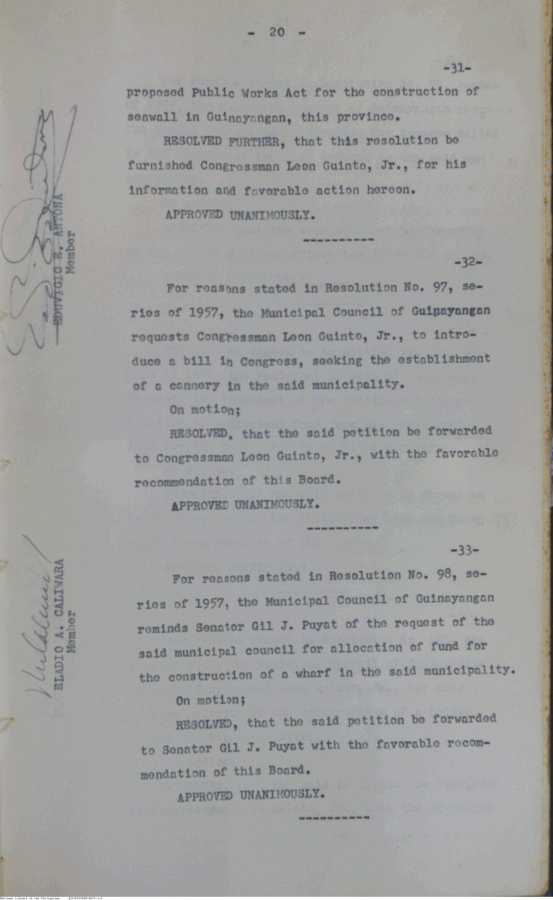 - 20 -
-31-
proposed Public Works Act for the construction of
seawall in Guinayangan, this province.
RESOLVED FURTHER, that this resolution be
furnished Congressman Leon Guinto, Jr., for his
information and favorable action hereon.
APPROVED UNANIMOUSLY.
----------
-32-
For reasons stated in Resolution No. 97, se-
ries of 1957, the Municipal Council of Guinayangan
requests Congressman Leon Guinto, Jr., to intro-
duce a bill in Congress, seeking the establishment
of a cannery in the said municipality.
On motion;
RESOLVED, that the said petition be forwarded
to Congressman Leon Guinto, Jr., with the favorable
recommendation of this Board.
APPROVED UNANIMOUSLY.
----------
-33-
For reasons stated in Resolution No. 98, se-
ries of 1957, the Municipal Council of Guinayangan
reminds Senator Gil J. Puyat of the request of the
said municipal council for allocation of fund for
the construction of a wharf in the said municipality.
On motion;
RESOLVED, that the said petition be forwarded
to Senator Gil J. Puyat with the favorable recom-
mendation of this Board.
APPROVED UNANIMOUSLY.
----------
EDUVIGIO E. ANTONA
Member
ELADIO A. CALIWARA
Member